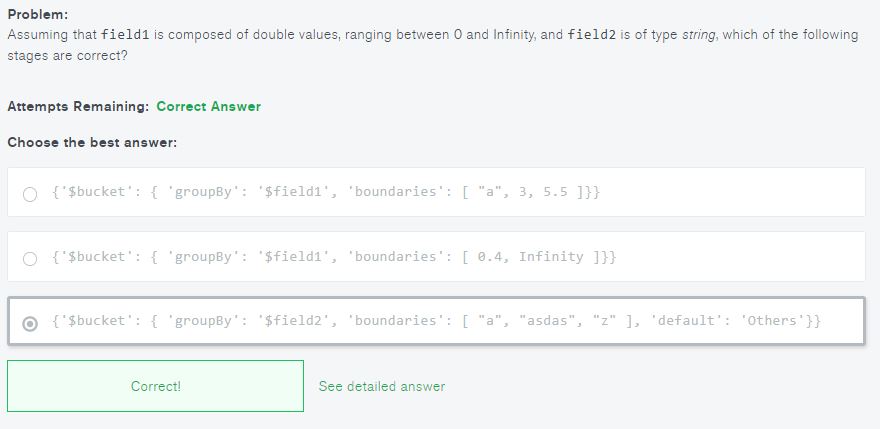 Problem:
Assuming that field1 is composed of double values, ranging between 0 and Infinity, and field2 is of type string, which of the following
stages are correct?
Attempts Remaining: Correct Answer
Choose the best answer:
{'$bucket': { 'groupBy': '$field1', 'boundaries': [ "a", 3, 5.5 ]}}
{'$bucket': { 'groupBy': '$field1', 'boundaries': [ 0.4, Infinity ]}}
{'$bucket': { 'groupBy': '$field2', 'boundaries': [ "a", "asdas", "z" ], 'default': 'Others'}}
Correct! See detailed answer